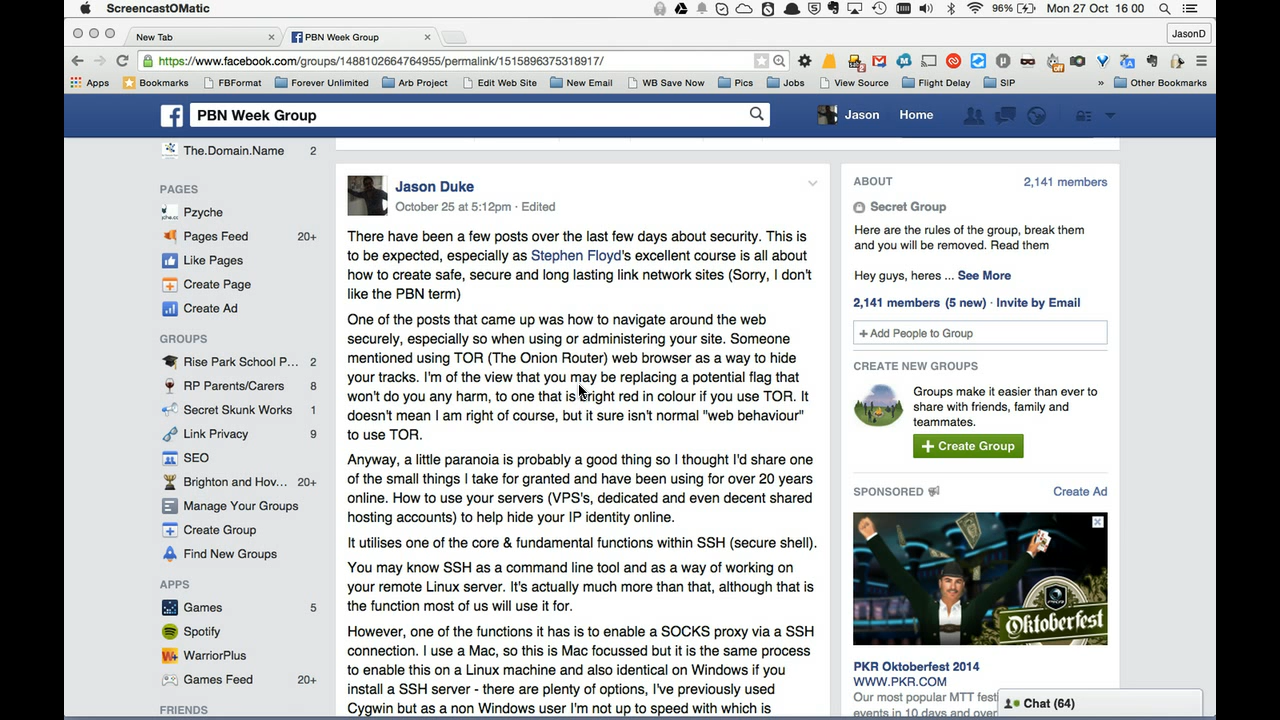 ScreencastOMatic
96%
Mon 27 Oct 16 00
New Tab
PBN Week Group
JasonD
https://www.facebook.com/groups/1488102664764955/permalink/1515896375318917/
Apps
Bookmarks
FBFormat
Forever Unlimited
Arb Project
Edit Web Site
New Email
WB Save Now
Pics
Jobs
View Source
Flight Delay
SIP
»
Other Bookmarks
PBN Week Group
Jason
Home
The.Domain.Name 2
PAGES
Pzyche
Pages Feed 20+
Like Pages
Create Page
Create Ad
GROUPS
Rise Park School P... 2
RP Parents/Carers 8
Secret Skunk Works 1
Link Privacy 9
SEO
Brighton and Hov... 20+
Manage Your Groups
Create Group
Find New Groups
APPS
Games 5
Spotify
WarriorPlus
Games Feed 20+
FRIENDS
Jason Duke
October 25 at 5:12pm · Edited
There have been a few posts over the last few days about security. This is
to be expected, especially as Stephen Floyd's excellent course is all about
how to create safe, secure and long lasting link network sites (Sorry, I don't
like the PBN term)
One of the posts that came up was how to navigate around the web
securely, especially so when using or administering your site. Someone
mentioned using TOR (The Onion Router) web browser as a way to hide
your tracks. I'm of the view that you may be replacing a potential flag that
won't do you any harm, to one that is bright red in colour if you use TOR. It
doesn't mean I am right of course, but it sure isn't normal "web behaviour"
to use TOR.
Anyway, a little paranoia is probably a good thing so I thought I'd share one
of the small things I take for granted and have been using for over 20 years
online. How to use your servers (VPS's, dedicated and even decent shared
hosting accounts) to help hide your IP identity online.
It utilises one of the core & fundamental functions within SSH (secure shell).
You may know SSH as a command line tool and as a way of working on
your remote Linux server. It's actually much more than that, although that is
the function most of us will use it for.
However, one of the functions it has is to enable a SOCKS proxy via a SSH
connection. I use a Mac, so this is Mac focussed but it is the same process
to enable this on a Linux machine and also identical on Windows if you
install a SSH server - there are plenty of options, I've previously used
Cygwin but as a non Windows user I'm not up to speed with which is
ABOUT
2,141 members
Secret Group
Here are the rules of the group, break them
and you will be removed. Read them
Hey guys, heres ... See More
2,141 members (5 new) · Invite by Email
+ Add People to Group
CREATE NEW GROUPS
Groups make it easier than ever to
share with friends, family and
teammates.
+ Create Group
SPONSORED
Create Ad
PKR
Oktoberfest
PKR Oktoberfest 2014
WWW.PKR.COM
Our most popular MTT fest
events in 10 days and over
Chat (64)